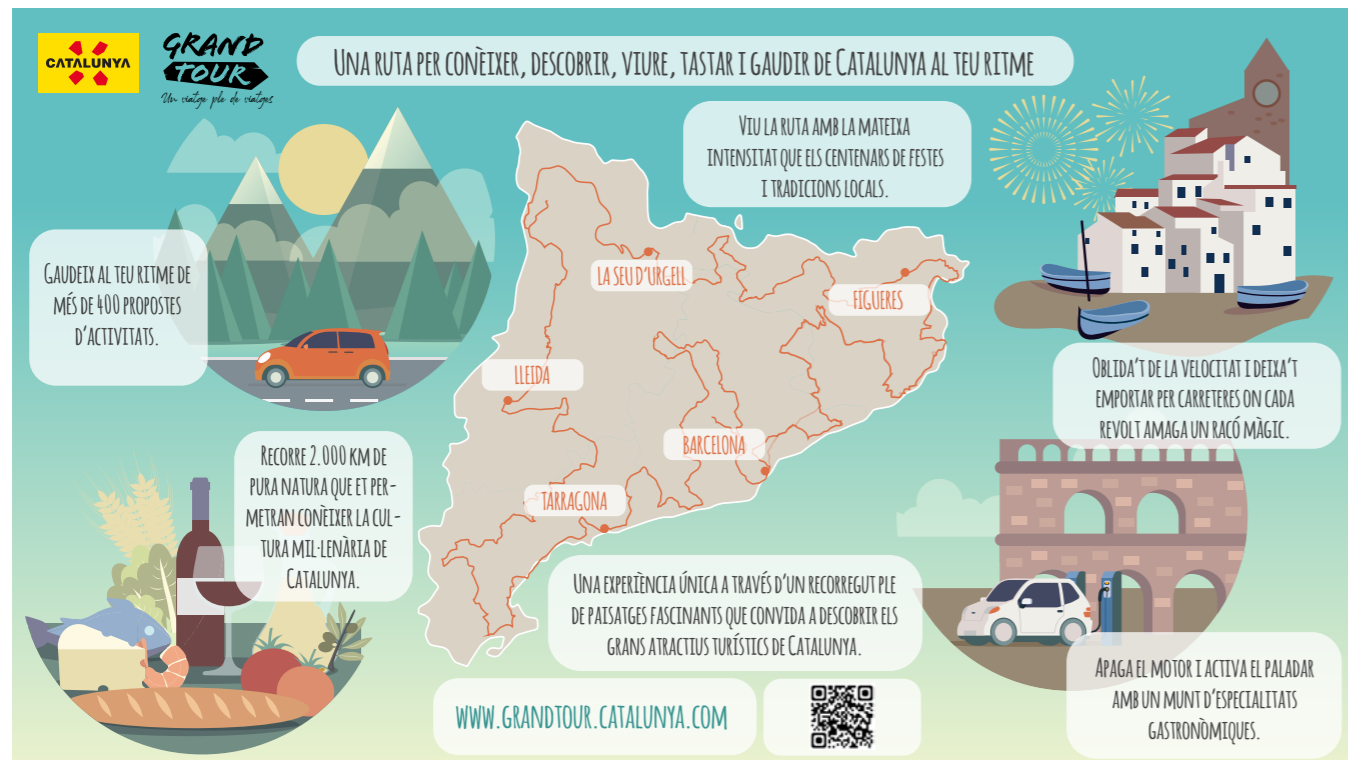 CATALUNYA
GRAND
TOUR
Un viatge ple de viatges
UNA RUTA PER CONÈIXER, DESCOBRIR, VIURE, TASTAR I GAUDIR DE CATALUNYA AL TEU RITME
VIU LA RUTA AMB LA MATEIXA
INTENSITAT QUE ELS CENTENARS DE FESTES
I TRADICIONS LOCALS.
GAUDEIX AL TEU RITME DE
MÉS DE 400 PROPOSTES
D'ACTIVITATS.
LA SEU D'URGELL
FIGUERES
LLEIDA
BARCELONA
TARRAGONA
OBLIDA'T DE LA VELOCITAT I DEIXA'T
EMPORTAR PER CARRETERES ON CADA
REVOLT AMAGA UN RACÓ MÀGIC.
RECORRE 2.000 KM DE
PURA NATURA QUE ET PER-
METRAN CONÈIXER LA CUL-
TURA MIL·LENÀRIA DE
CATALUNYA.
UNA EXPERIÈNCIA ÚNICA A TRAVÉS D'UN RECORREGUT PLE
DE PAISATGES FASCINANTS QUE CONVIDA A DESCOBRIR ELS
GRANS ATRACTIUS TURÍSTICS DE CATALUNYA.
APAGA EL MOTOR I ACTIVA EL PALADAR
AMB UN MUNT D'ESPECIALITATS
GASTRONÒMIQUES.
WWW.GRANDTOUR.CATALUNYA.COM